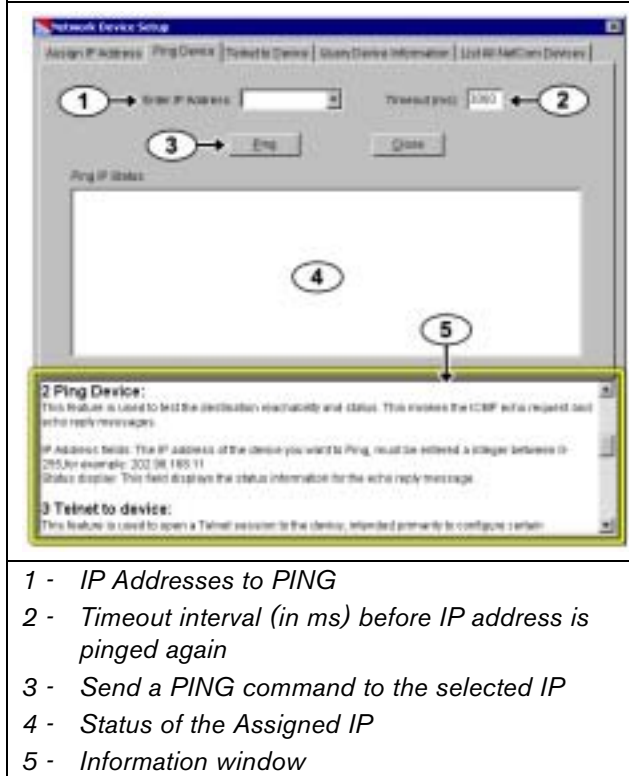 Network Device Setup
Assign IP Address Ping Device Telnet to Device Query Device Information List All NetCom Devices
1 Enter IP Address Timeout (ms) 2
3 Ping Close
Ping IP Status
4
5
2 Ping Device:
This feature is used to test the destination reachability and status. This invokes the ICMP echo request and
echo reply messages.
IP Address fields: The IP address of the device you want to Ping, must be entered a integer between 0-
255, for example: 202.96.168.11
Status display: This field displays the status information for the echo reply message
3 Telnet to device:
This feature is used to open a Telnet session to the device, intended primarily to configure certain
1 - IP Addresses to PING
2 - Timeout interval (in ms) before IP address is
pinged again
3 - Send a PING command to the selected IP
4 - Status of the Assigned IP
5 - Information window